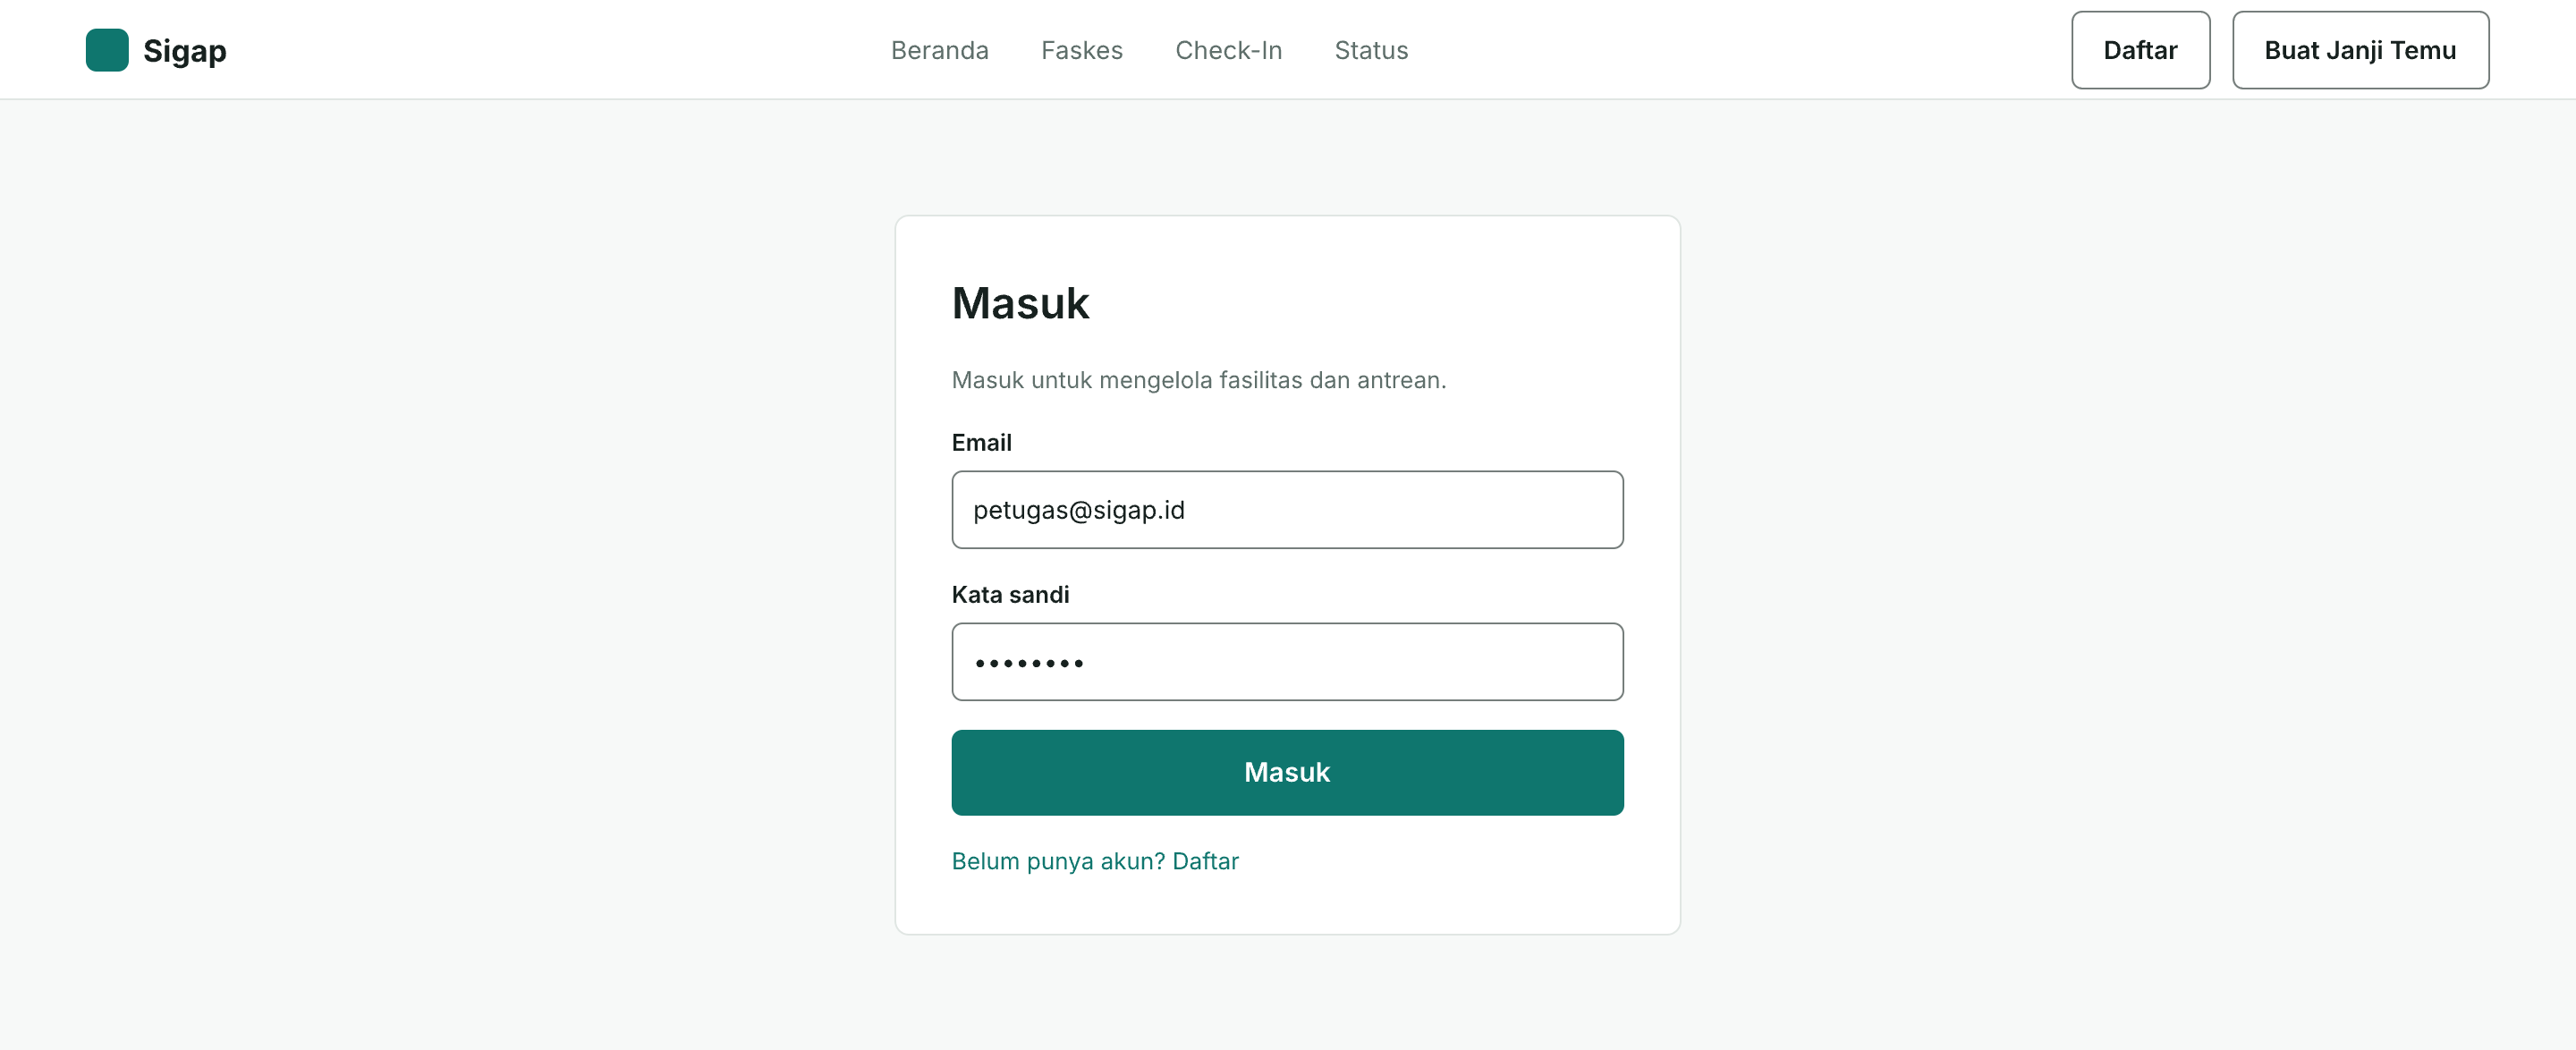 Sigap
Beranda Faskes Check-In Status
Daftar Buat Janji Temu
Masuk
Masuk untuk mengelola fasilitas dan antrean.
Email
petugas@sigap.id
Kata sandi
••••••••
Masuk
Belum punya akun? Daftar